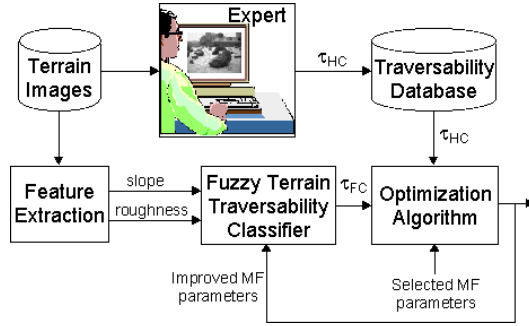 Expert
Terrain
Images
τHC
Traversability
Database
τHC
Feature
Extraction
slope
roughness
Fuzzy Terrain
Traversability
Classifier
τFC
Optimization
Algorithm
Improved MF
parameters
Selected MF
parameters